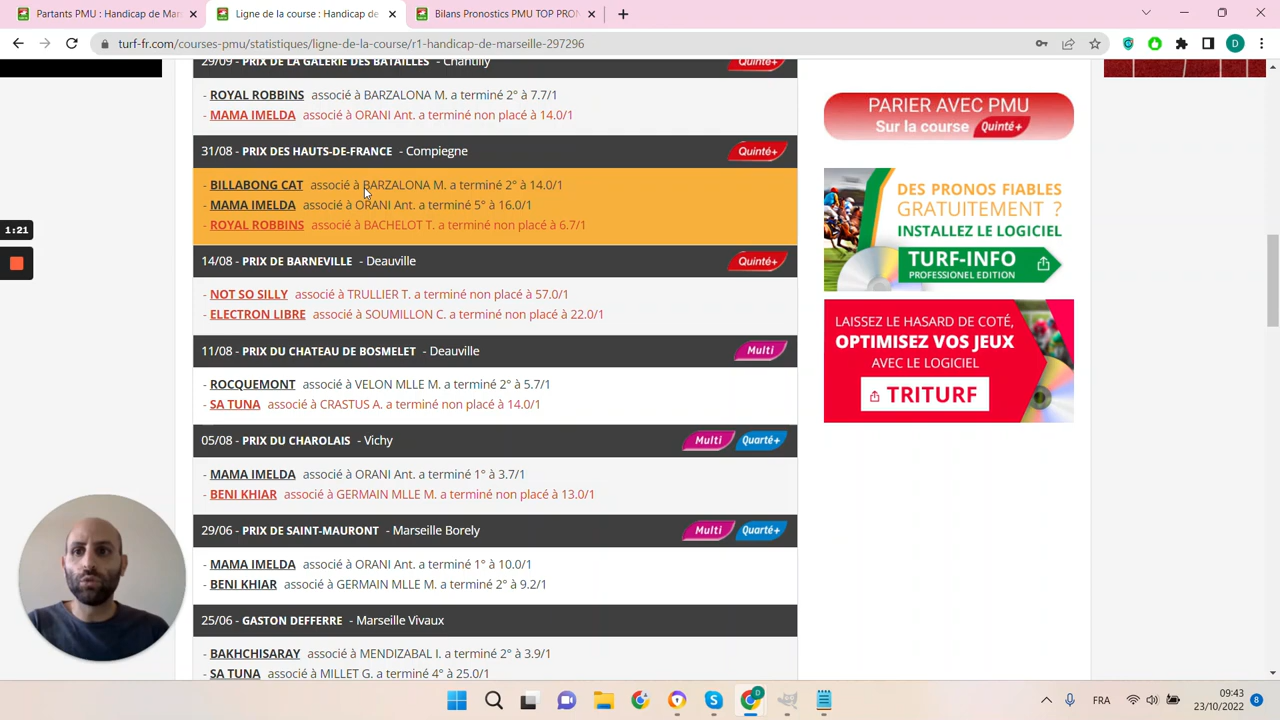 Partants PMU : Handicap de Mars
Ligne de la course : Handicap de
Bilans Pronostics PMU TOP PRON
turf-fr.com/courses-pmu/statistiques/ligne-de-la-course/r1-handicap-de-marseille-297296
D
29/09 - PRIX DE LA GALERIE DES BATAILLES - Chantilly
Quinté+
- ROYAL ROBBINS associé à BARZALONA M. a terminé 2° à 7.7/1
- MAMA IMELDA associé à ORANI Ant. a terminé non placé à 14.0/1
31/08 - PRIX DES HAUTS-DE-FRANCE - Compiegne
Quinté+
- BILLABONG CAT associé à BARZALONA M. a terminé 2° à 14.0/1
- MAMA IMELDA associé à ORANI Ant. a terminé 5° à 16.0/1
- ROYAL ROBBINS associé à BACHELOT T. a terminé non placé à 6.7/1
14/08 - PRIX DE BARNEVILLE - Deauville
Quinté+
- NOT SO SILLY associé à TRULLIER T. a terminé non placé à 57.0/1
- ELECTRON LIBRE associé à SOUMILLON C. a terminé non placé à 22.0/1
11/08 - PRIX DU CHATEAU DE BOSMELET - Deauville
Multi
- ROCQUEMONT associé à VELON MLLE M. a terminé 2° à 5.7/1
- SA TUNA associé à CRASTUS A. a terminé non placé à 14.0/1
05/08 - PRIX DU CHAROLAIS - Vichy
Multi Quarté+
- MAMA IMELDA associé à ORANI Ant. a terminé 1° à 3.7/1
- BENI KHIAR associé à GERMAIN MLLE M. a terminé non placé à 13.0/1
29/06 - PRIX DE SAINT-MAURONT - Marseille Borely
Multi Quarté+
- MAMA IMELDA associé à ORANI Ant. a terminé 1° à 10.0/1
- BENI KHIAR associé à GERMAIN MLLE M. a terminé 2° à 9.2/1
25/06 - GASTON DEFFERRE - Marseille Vivaux
- BAKHCHISARAY associé à MENDIZABAL I. a terminé 2° à 3.9/1
- SA TUNA associé à MILLET G. a terminé 4° à 25.0/1
PARIER AVEC PMU
Sur la course Quinté+
DES PRONOS FIABLES
GRATUITEMENT ?
INSTALLEZ LE LOGICIEL
TURF-INFO
PROFESSIONEL EDITION
LAISSEZ LE HASARD DE COTÉ,
OPTIMISEZ VOS JEUX
AVEC LE LOGICIEL
TRITURF
1:21
D
FRA
09:43
23/10/2022
8